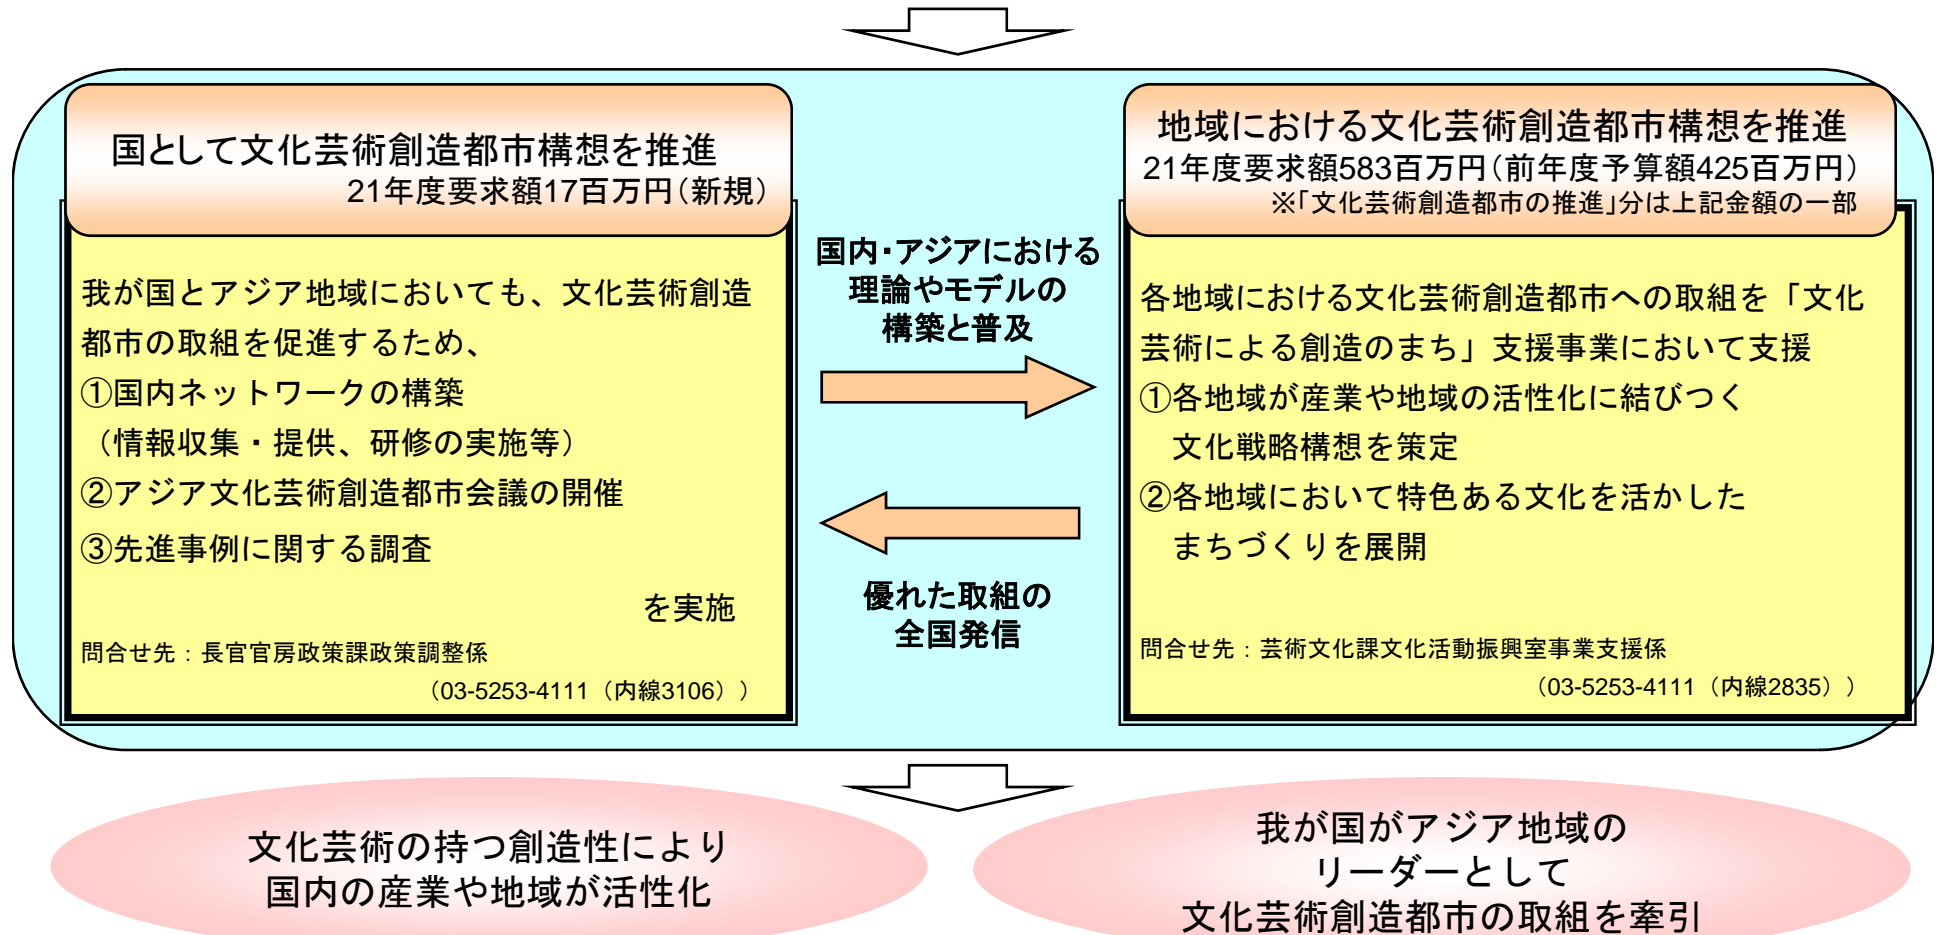 国として文化芸術創造都市構想を推進
21年度要求額17百万円（新規）
我が国とアジア地域においても、文化芸術創造
都市の取組を促進するため、
①国内ネットワークの構築
（情報収集・提供、研修の実施等）
②アジア文化芸術創造都市会議の開催
③先進事例に関する調査
を実施
問合せ先：長官官房政策課政策調整係
（03-5253-4111（内線3106））
国内・アジアにおける
理論やモデルの
構築と普及
優れた取組の
全国発信
地域における文化芸術創造都市構想を推進
21年度要求額583百万円（前年度予算額425百万円）
※「文化芸術創造都市の推進」分は上記金額の一部
各地域における文化芸術創造都市への取組を「文化
芸術による創造のまち」支援事業において支援
①各地域が産業や地域の活性化に結びつく
文化戦略構想を策定
②各地域において特色ある文化を活かした
まちづくりを展開
問合せ先：芸術文化課文化活動振興室事業支援係
（03-5253-4111（内線2835））
文化芸術の持つ創造性により
国内の産業や地域が活性化
我が国がアジア地域の
リーダーとして
文化芸術創造都市の取組を牽引